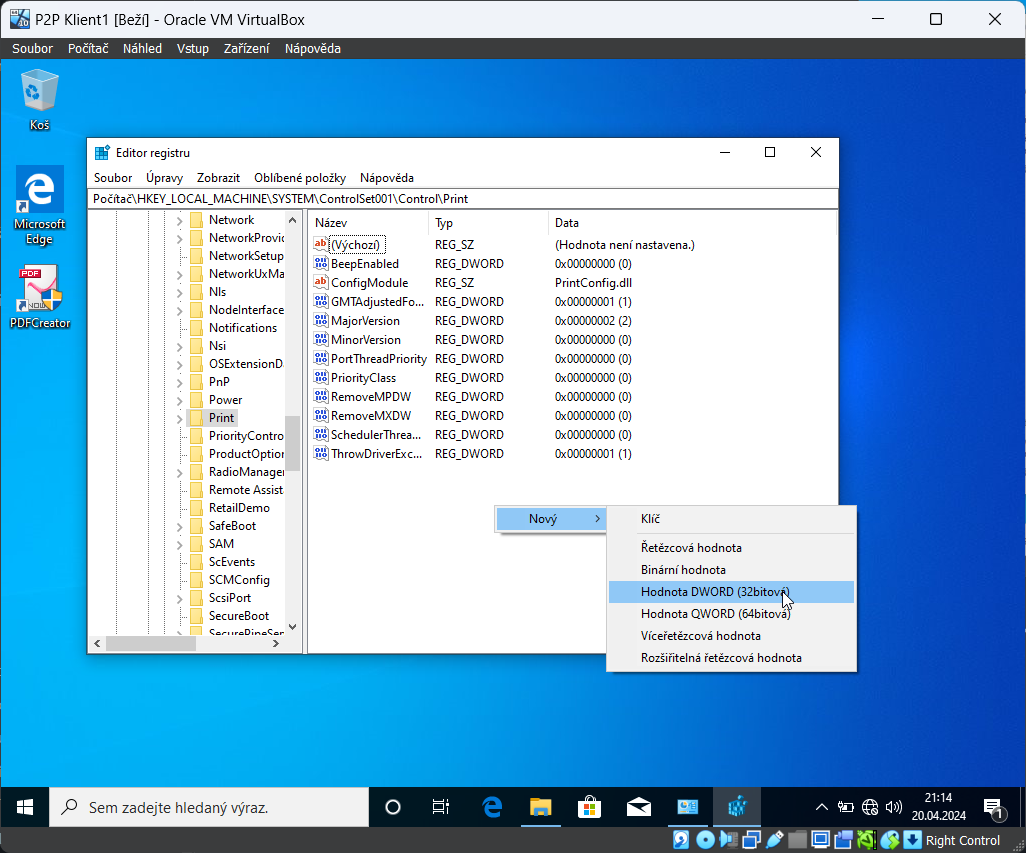 P2P Klient1 [Beží] - Oracle VM VirtualBox
Soubor Počítač Náhled Vstup Zařízení Nápověda
Koš
Microsoft
Edge
PDF
NOW
PDFCreator
Editor registru
Soubor Úpravy Zobrazit Oblíbené položky Nápověda
Počítač\HKEY_LOCAL_MACHINE\SYSTEM\ControlSet001\Control\Print
Network
NetworkProvic
NetworkSetup
NetworkUxMa
Nls
NodeInterface
Notifications
Nsi
OSExtensionD
PnP
Power
Print
PriorityContro
ProductOption
RadioManager
Remote Assist
RetailDemo
SafeBoot
SAM
ScEvents
SCMConfig
ScsiPort
SecureBoot
SecurePipeSer
Název Typ Data
(Výchozí) REG_SZ (Hodnota není nastavena.)
BeepEnabled REG_DWORD 0x00000000 (0)
ConfigModule REG_SZ PrintConfig.dll
GMTAdjustedFo... REG_DWORD 0x00000001 (1)
MajorVersion REG_DWORD 0x00000002 (2)
MinorVersion REG_DWORD 0x00000000 (0)
PortThreadPriority REG_DWORD 0x00000000 (0)
PriorityClass REG_DWORD 0x00000000 (0)
RemoveMPDW REG_DWORD 0x00000000 (0)
RemoveMXDW REG_DWORD 0x00000000 (0)
SchedulerThrea... REG_DWORD 0x00000000 (0)
ThrowDriverExc... REG_DWORD 0x00000001 (1)
Nový
Klíč
Řetězcová hodnota
Binární hodnota
Hodnota DWORD (32bitová)
Hodnota QWORD (64bitová)
Víceřetězcová hodnota
Rozšiřitelná řetězcová hodnota
Sem zadejte hledaný výraz.
21:14
20.04.2024
1
Right Control